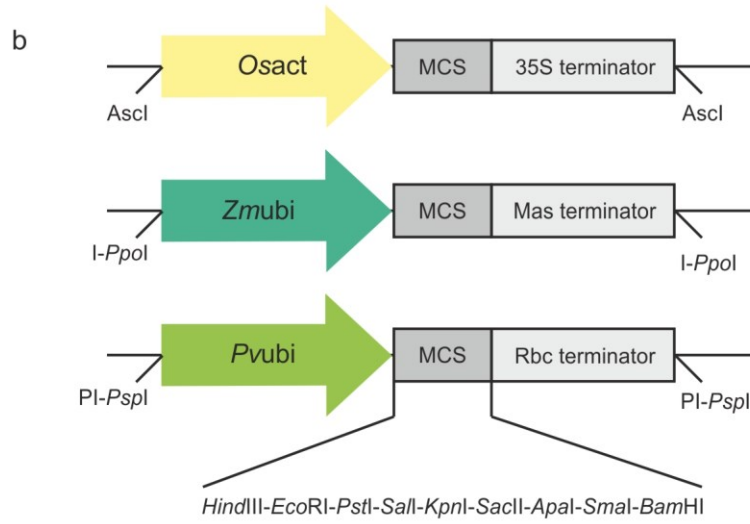 b
Osact MCS 35S terminator
AscI AscI
Zmubi MCS Mas terminator
I-PpoI I-PpoI
Pvubi MCS Rbc terminator
PI-PspI PI-PspI
HindIII-EcoRI-PstI-SalI-KpnI-SacII-ApaI-SmaI-BamHI